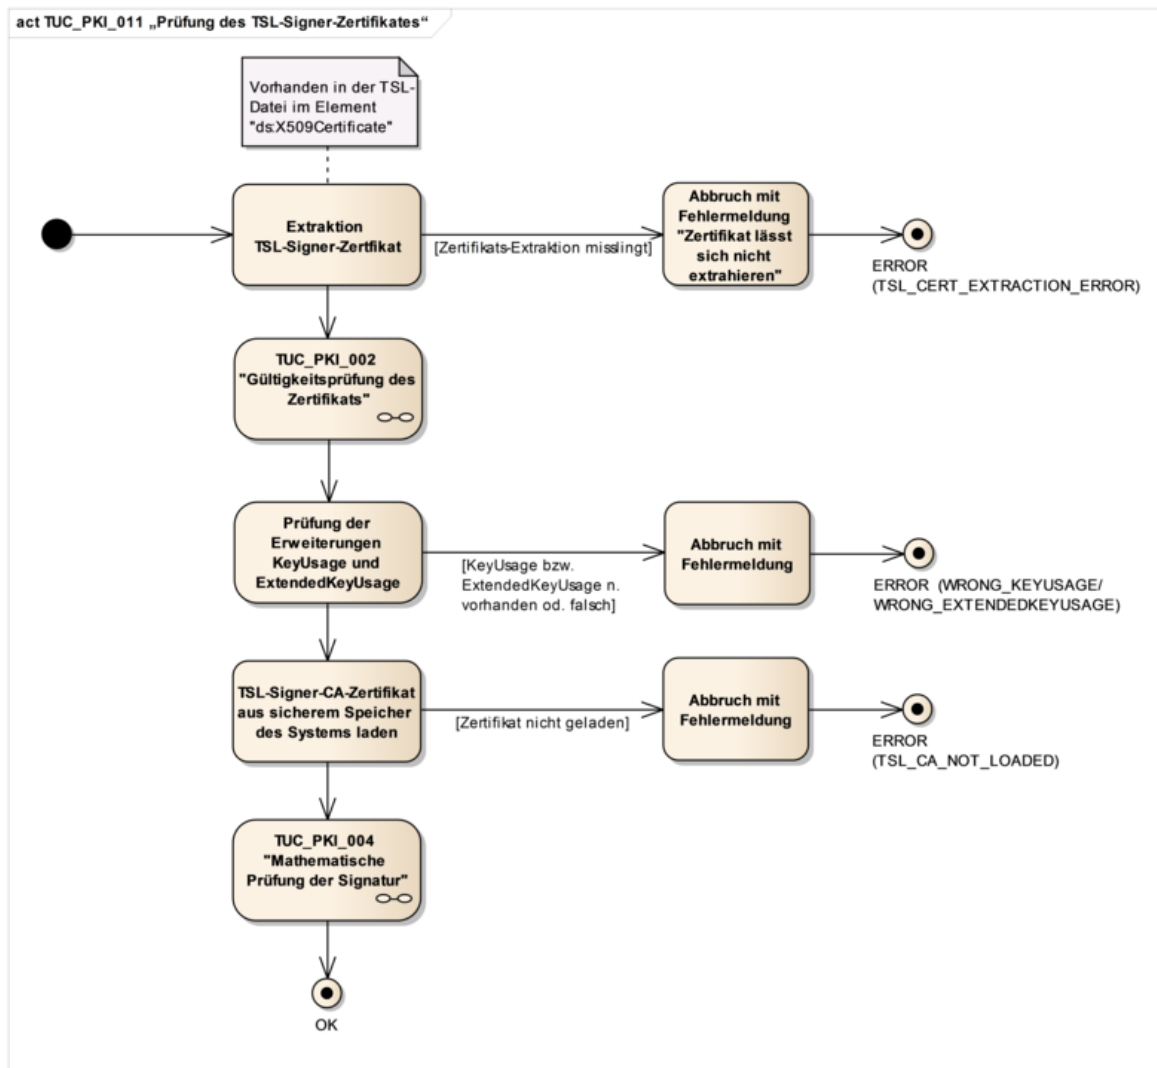 act TUC_PKI_011 „Prüfung des TSL-Signer-Zertifikates“
Vorhanden in der TSL-
Datei im Element
"ds:X509Certificate"
Extraktion
TSL-Signer-Zertfikat
[Zertifikats-Extraktion misslingt]
Abbruch mit
Fehlermeldung
"Zertifikat lässt
sich nicht
extrahieren"
ERROR
(TSL_CERT_EXTRACTION_ERROR)
TUC_PKI_002
"Gültigkeitsprüfung des
Zertifikats"
Prüfung der
Erweiterungen
KeyUsage und
ExtendedKeyUsage
[KeyUsage bzw.
ExtendedKeyUsage n.
vorhanden od. falsch]
Abbruch mit
Fehlermeldung
ERROR (WRONG_KEYUSAGE/
WRONG_EXTENDEDKEYUSAGE)
TSL-Signer-CA-Zertifikat
aus sicherem Speicher
des Systems laden
[Zertifikat nicht geladen]
Abbruch mit
Fehlermeldung
ERROR
(TSL_CA_NOT_LOADED)
TUC_PKI_004
"Mathematische
Prüfung der Signatur"
OK